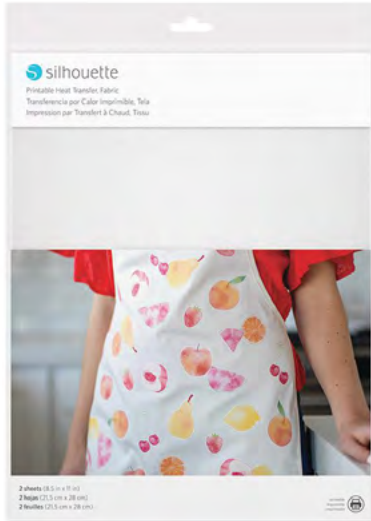 silhouette
Printable Heat Transfer, Fabric
Transferencia por Calor Imprimible, Tela
Impression par Transfert à Chaud, Tissu
2 sheets (8.5 in x 11 in)
2 hojas (21,5 cm x 28 cm)
2 feuilles (21,5 cm x 28 cm)